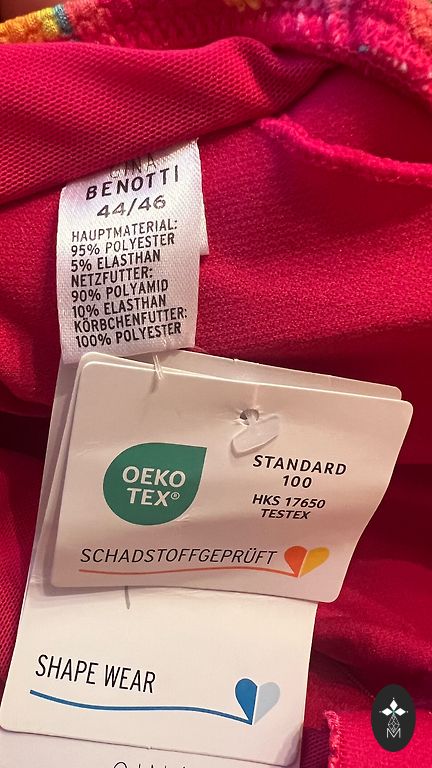 GINA
BENOTTI
44/46
HAUPTMATERIAL:
95% POLYESTER
5% ELASTHAN
NETZFUTTER:
90% POLYAMID
10% ELASTHAN
KÖRBCHENFUTTER:
100% POLYESTER
OEKO
TEX®
STANDARD
100
HKS 17650
TESTEX
SCHADSTOFFGEPRÜFT
SHAPE WEAR